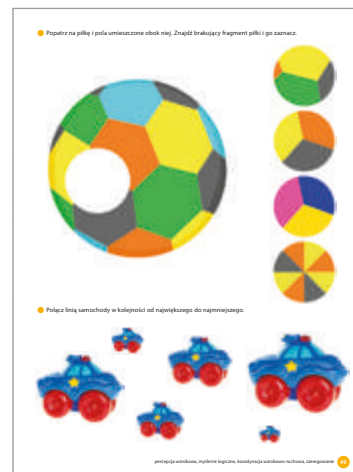 Popatrz na piłkę i pola umieszczone obok niej. Znajdź brakujący fragment piłki i go zaznacz.
Połącz linią samochody w kolejności od największego do najmniejszego.
percepcja wzrokowa, myślenie logiczne, koordynacja wzrokowo-ruchowa, szeregowanie 49